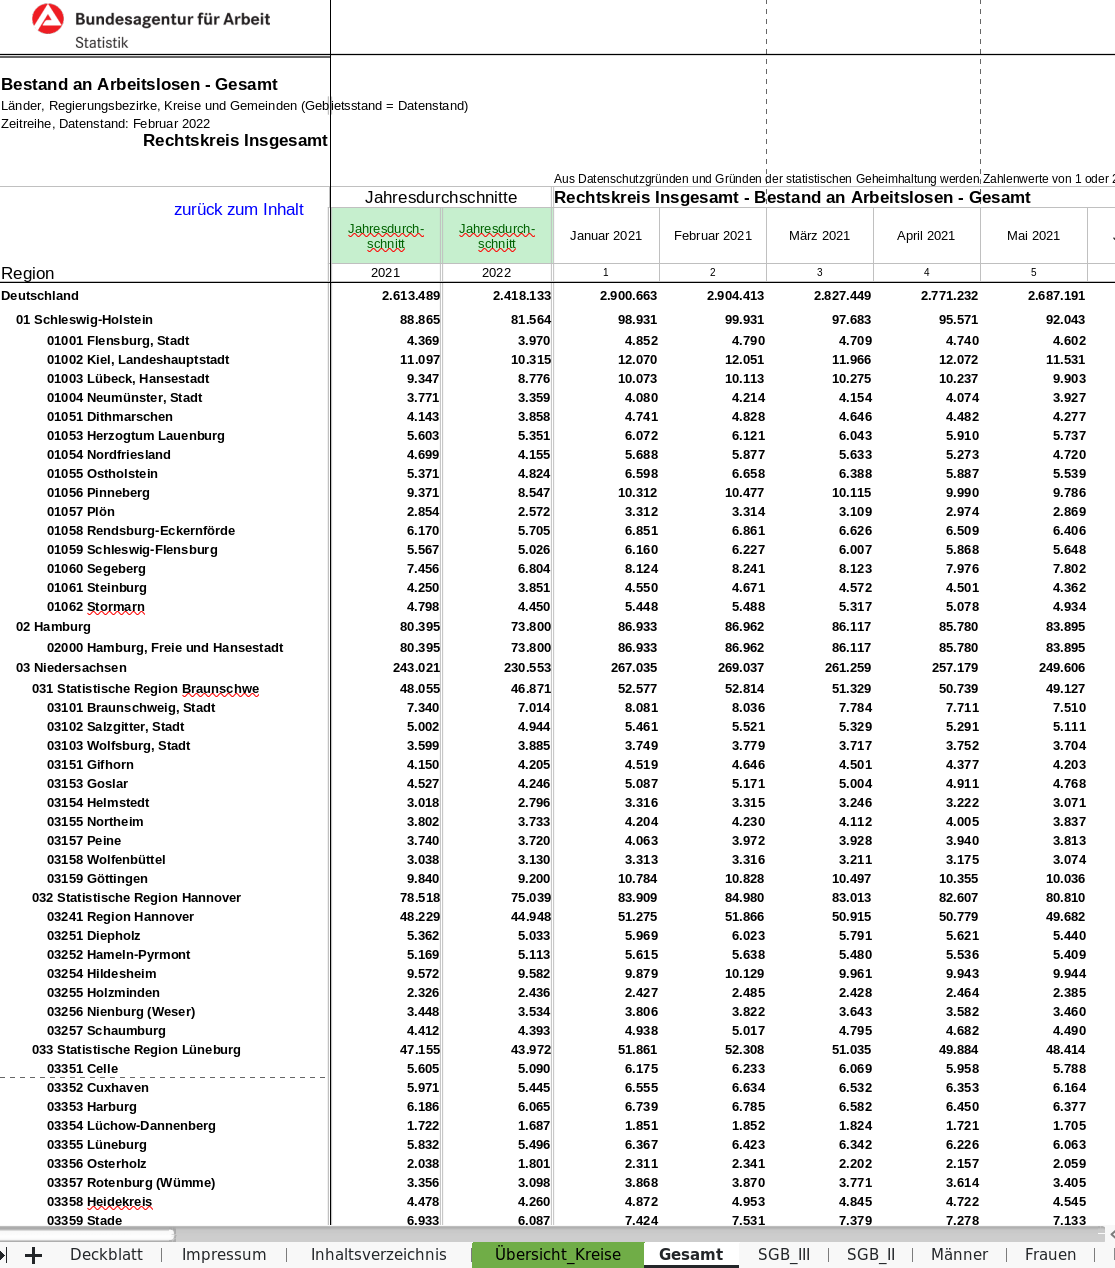 Bundesagentur für Arbeit
Statistik
Bestand an Arbeitslosen - Gesamt
Länder, Regierungsbezirke, Kreise und Gemeinden (Gebietsstand = Datenstand)
Zeitreihe, Datenstand: Februar 2022
Rechtskreis Insgesamt
Aus Datenschutzgründen und Gründen der statistischen Geheimhaltung werden Zahlenwerte von 1 oder 2
zurück zum Inhalt Jahresdurchschnitte Rechtskreis Insgesamt - Bestand an Arbeitslosen - Gesamt
Jahresdurch-schnitt Jahresdurch-schnitt Januar 2021 Februar 2021 März 2021 April 2021 Mai 2021
Region 2021 2022 1 2 3 4 5
Deutschland 2.613.489 2.418.133 2.900.663 2.904.413 2.827.449 2.771.232 2.687.191
01 Schleswig-Holstein 88.865 81.564 98.931 99.931 97.683 95.571 92.043
01001 Flensburg, Stadt 4.369 3.970 4.852 4.790 4.709 4.740 4.602
01002 Kiel, Landeshauptstadt 11.097 10.315 12.070 12.051 11.966 12.072 11.531
01003 Lübeck, Hansestadt 9.347 8.776 10.073 10.113 10.275 10.237 9.903
01004 Neumünster, Stadt 3.771 3.359 4.080 4.214 4.154 4.074 3.927
01051 Dithmarschen 4.143 3.858 4.741 4.828 4.646 4.482 4.277
01053 Herzogtum Lauenburg 5.603 5.351 6.072 6.121 6.043 5.910 5.737
01054 Nordfriesland 4.699 4.155 5.688 5.877 5.633 5.273 4.720
01055 Ostholstein 5.371 4.824 6.598 6.658 6.388 5.887 5.539
01056 Pinneberg 9.371 8.547 10.312 10.477 10.115 9.990 9.786
01057 Plön 2.854 2.572 3.312 3.314 3.109 2.974 2.869
01058 Rendsburg-Eckernförde 6.170 5.705 6.851 6.861 6.626 6.509 6.406
01059 Schleswig-Flensburg 5.567 5.026 6.160 6.227 6.007 5.868 5.648
01060 Segeberg 7.456 6.804 8.124 8.241 8.123 7.976 7.802
01061 Steinburg 4.250 3.851 4.550 4.671 4.572 4.501 4.362
01062 Stormarn 4.798 4.450 5.448 5.488 5.317 5.078 4.934
02 Hamburg 80.395 73.800 86.933 86.962 86.117 85.780 83.895
02000 Hamburg, Freie und Hansestadt 80.395 73.800 86.933 86.962 86.117 85.780 83.895
03 Niedersachsen 243.021 230.553 267.035 269.037 261.259 257.179 249.606
031 Statistische Region Braunschwe 48.055 46.871 52.577 52.814 51.329 50.739 49.127
03101 Braunschweig, Stadt 7.340 7.014 8.081 8.036 7.784 7.711 7.510
03102 Salzgitter, Stadt 5.002 4.944 5.461 5.521 5.329 5.291 5.111
03103 Wolfsburg, Stadt 3.599 3.885 3.749 3.779 3.717 3.752 3.704
03151 Gifhorn 4.150 4.205 4.519 4.646 4.501 4.377 4.203
03153 Goslar 4.527 4.246 5.087 5.171 5.004 4.911 4.768
03154 Helmstedt 3.018 2.796 3.316 3.315 3.246 3.222 3.071
03155 Northeim 3.802 3.733 4.204 4.230 4.112 4.005 3.837
03157 Peine 3.740 3.720 4.063 3.972 3.928 3.940 3.813
03158 Wolfenbüttel 3.038 3.130 3.313 3.316 3.211 3.175 3.074
03159 Göttingen 9.840 9.200 10.784 10.828 10.497 10.355 10.036
032 Statistische Region Hannover 78.518 75.039 83.909 84.980 83.013 82.607 80.810
03241 Region Hannover 48.229 44.948 51.275 51.866 50.915 50.779 49.682
03251 Diepholz 5.362 5.033 5.969 6.023 5.791 5.621 5.440
03252 Hameln-Pyrmont 5.169 5.113 5.615 5.638 5.480 5.536 5.409
03254 Hildesheim 9.572 9.582 9.879 10.129 9.961 9.943 9.944
03255 Holzminden 2.326 2.436 2.427 2.485 2.428 2.464 2.385
03256 Nienburg (Weser) 3.448 3.534 3.806 3.822 3.643 3.582 3.460
03257 Schaumburg 4.412 4.393 4.938 5.017 4.795 4.682 4.490
033 Statistische Region Lüneburg 47.155 43.972 51.861 52.308 51.035 49.884 48.414
03351 Celle 5.605 5.090 6.175 6.233 6.069 5.958 5.788
03352 Cuxhaven 5.971 5.445 6.555 6.634 6.532 6.353 6.164
03353 Harburg 6.186 6.065 6.739 6.785 6.582 6.450 6.377
03354 Lüchow-Dannenberg 1.722 1.687 1.851 1.852 1.824 1.721 1.705
03355 Lüneburg 5.832 5.496 6.367 6.423 6.342 6.226 6.063
03356 Osterholz 2.038 1.801 2.311 2.341 2.202 2.157 2.059
03357 Rotenburg (Wümme) 3.356 3.098 3.868 3.870 3.771 3.614 3.405
03358 Heidekreis 4.478 4.260 4.872 4.953 4.845 4.722 4.545
03359 Stade 6.933 6.087 7.424 7.531 7.379 7.278 7.133
Deckblatt Impressum Inhaltsverzeichnis Übersicht_Kreise Gesamt SGB_III SGB_II Männer Frauen